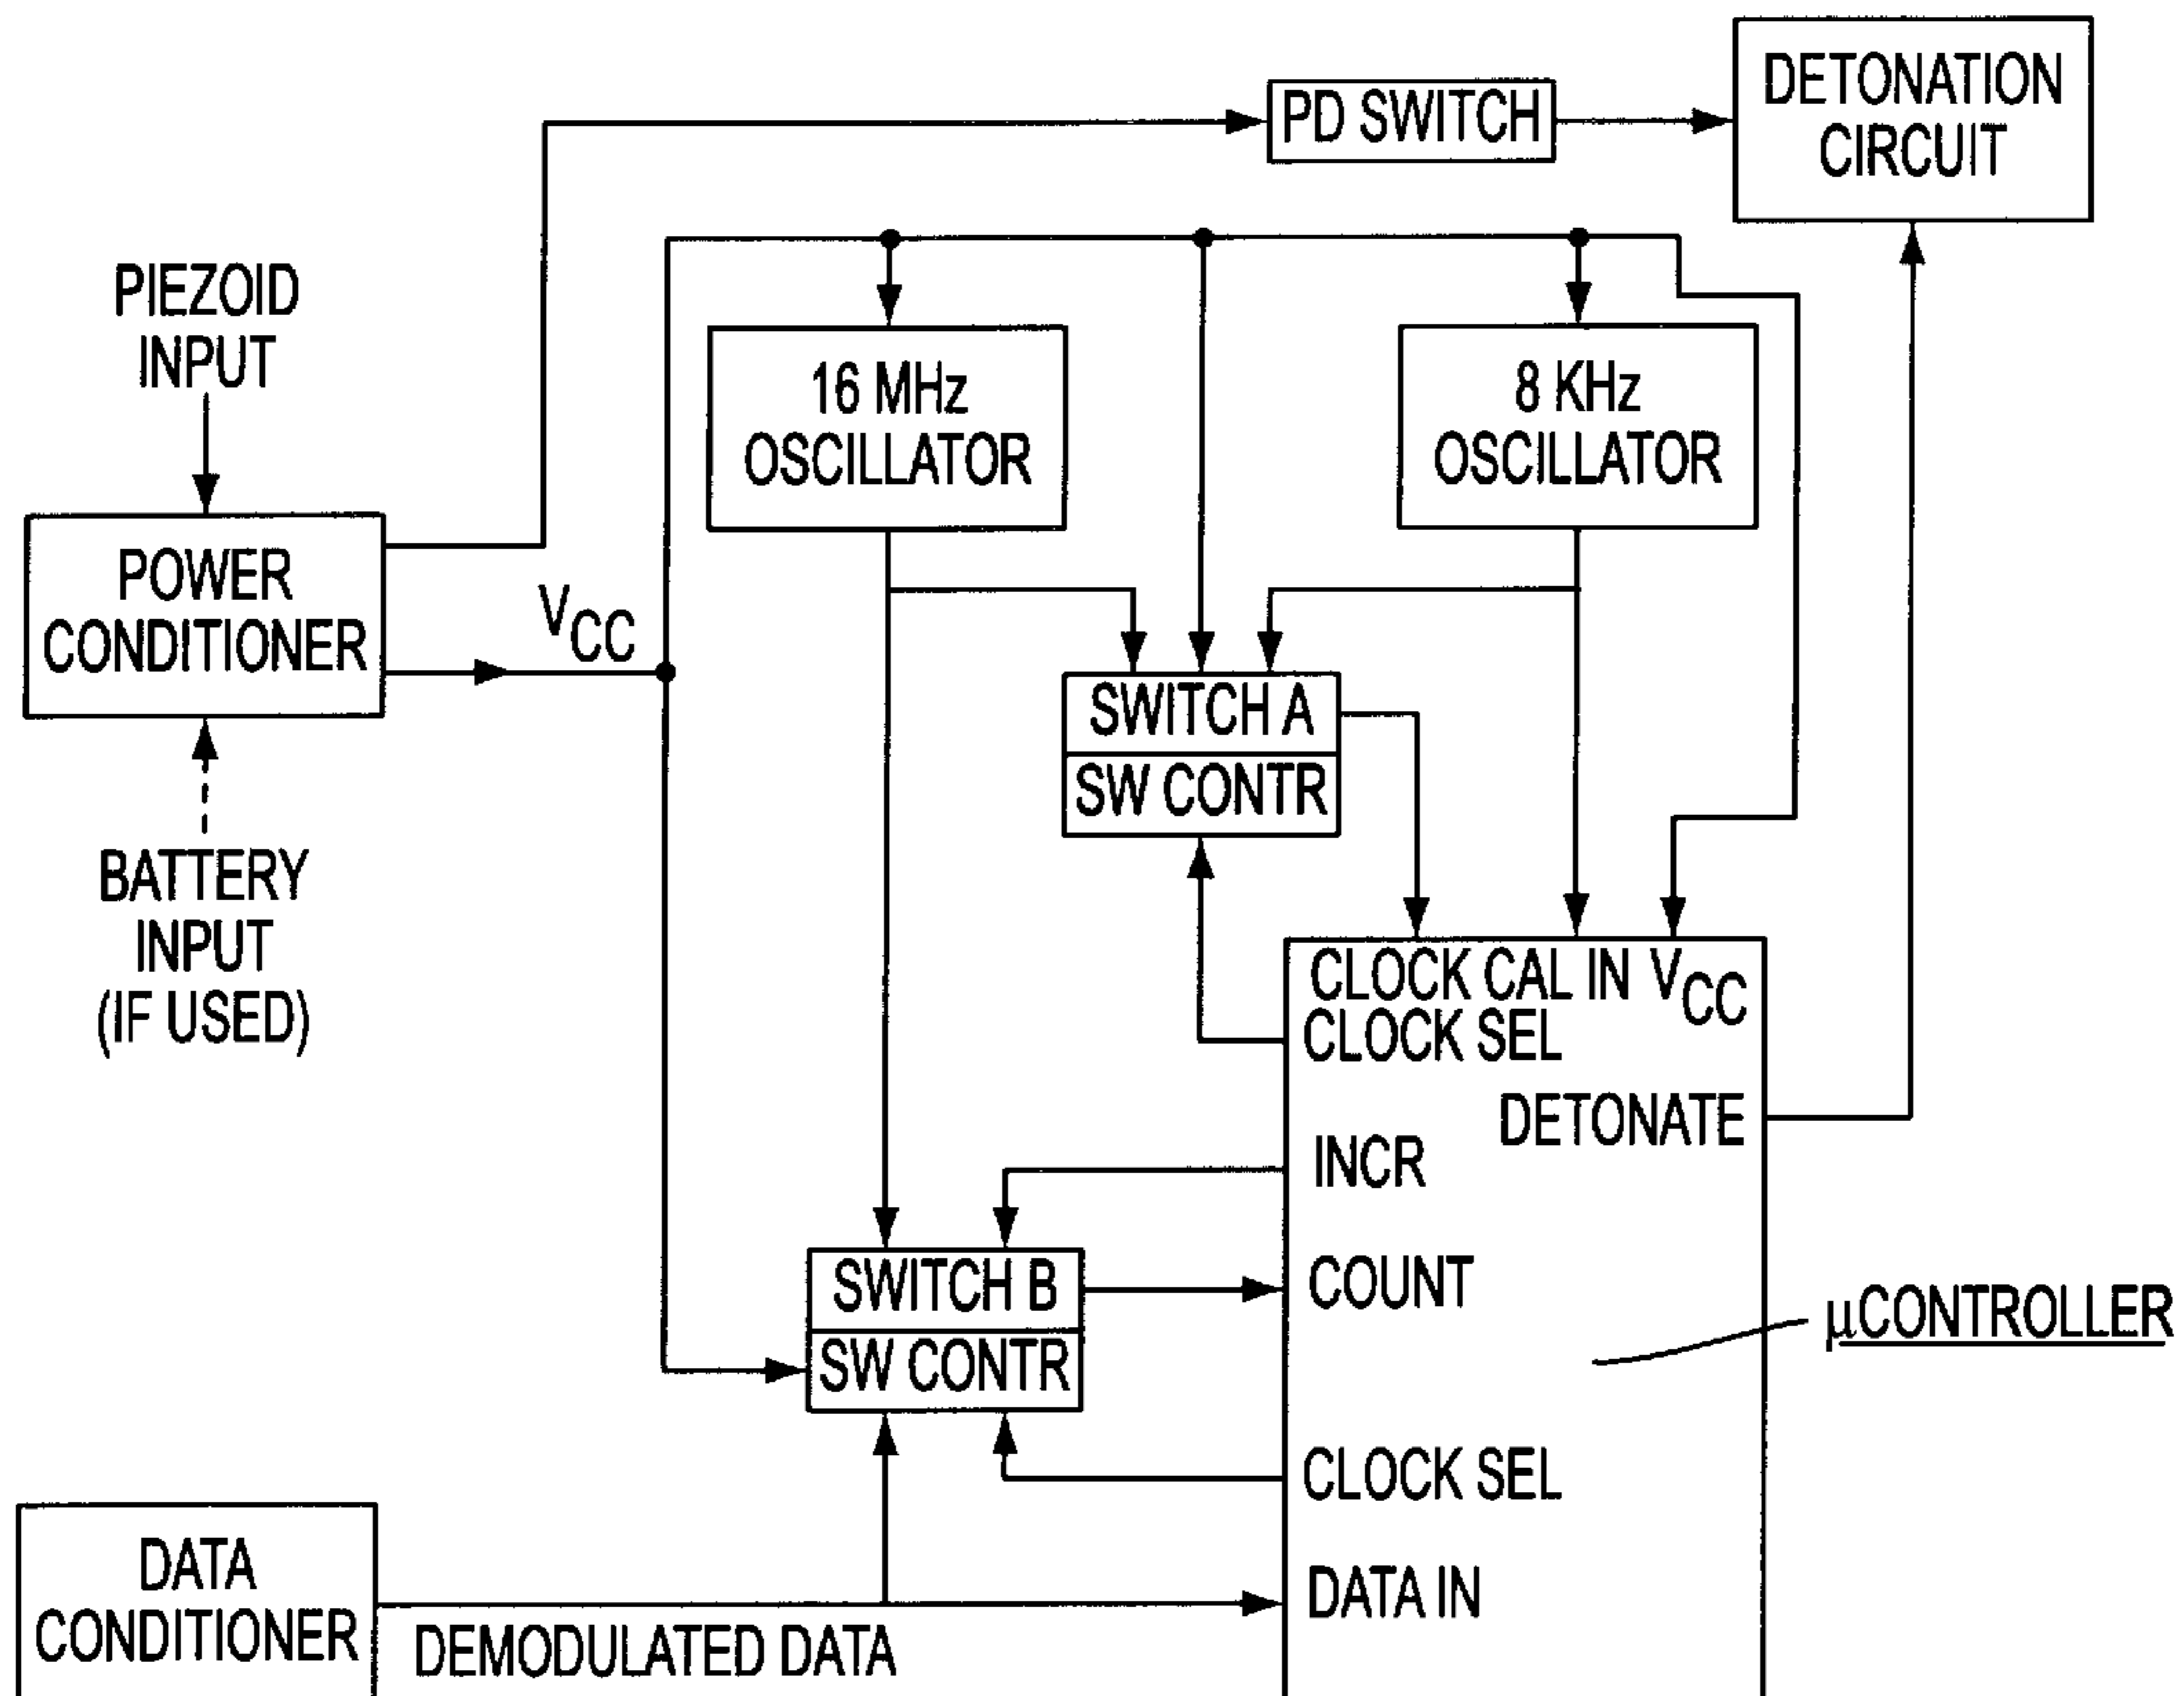 DETONATION
CIRCUIT
PD SWITCH
PIEZOID
INPUT
16 MHz
OSCILLATOR
8 KHz
OSCILLATOR
POWER
CONDITIONER
VCC
SWITCH A
SW CONTR
BATTERY
INPUT
(IF USED)
CLOCK CAL IN VCC
CLOCK SEL
DETONATE
INCR
SWITCH B
SW CONTR
COUNT
μCONTROLLER
CLOCK SEL
DATA
CONDITIONER
DATA IN
DEMODULATED DATA